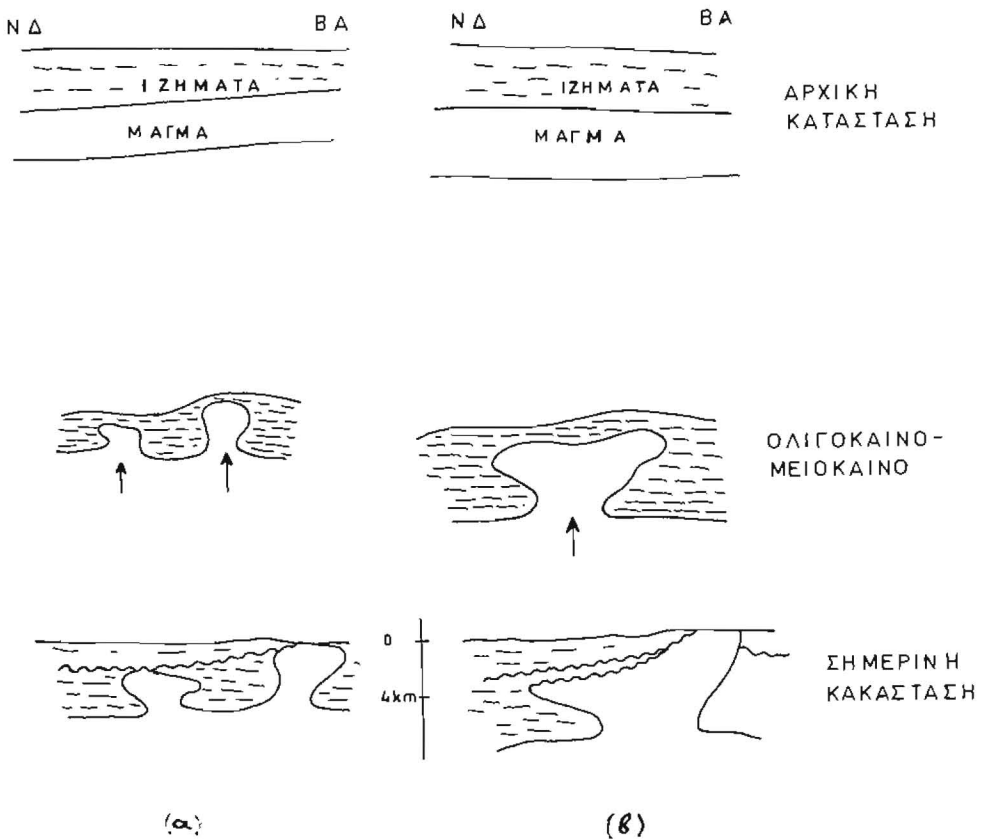 ΝΔ ΒΑ
ΙΖΗΜΑΤΑ
ΜΑΓΜΑ
ΝΔ ΒΑ
ΙΖΗΜΑΤΑ
ΜΑΓΜΑ
ΑΡΧΙΚΗ
ΚΑΤΑΣΤΑΣΗ
ΟΛΙΓΟΚΑΙΝΟ-
ΜΕΙΟΚΑΙΝΟ
0
4km
ΣΗΜΕΡΙΝΗ
ΚΑΚΑΣΤΑΣΗ
(α)
(β)